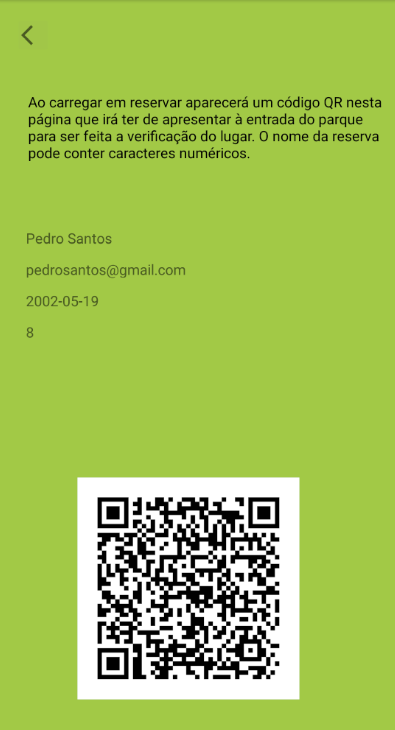 Ao carregar em reservar aparecerá um código QR nesta
página que irá ter de apresentar à entrada do parque
para ser feita a verificação do lugar. O nome da reserva
pode conter caracteres numéricos.
Pedro Santos
pedrosantos@gmail.com
2002-05-19
8